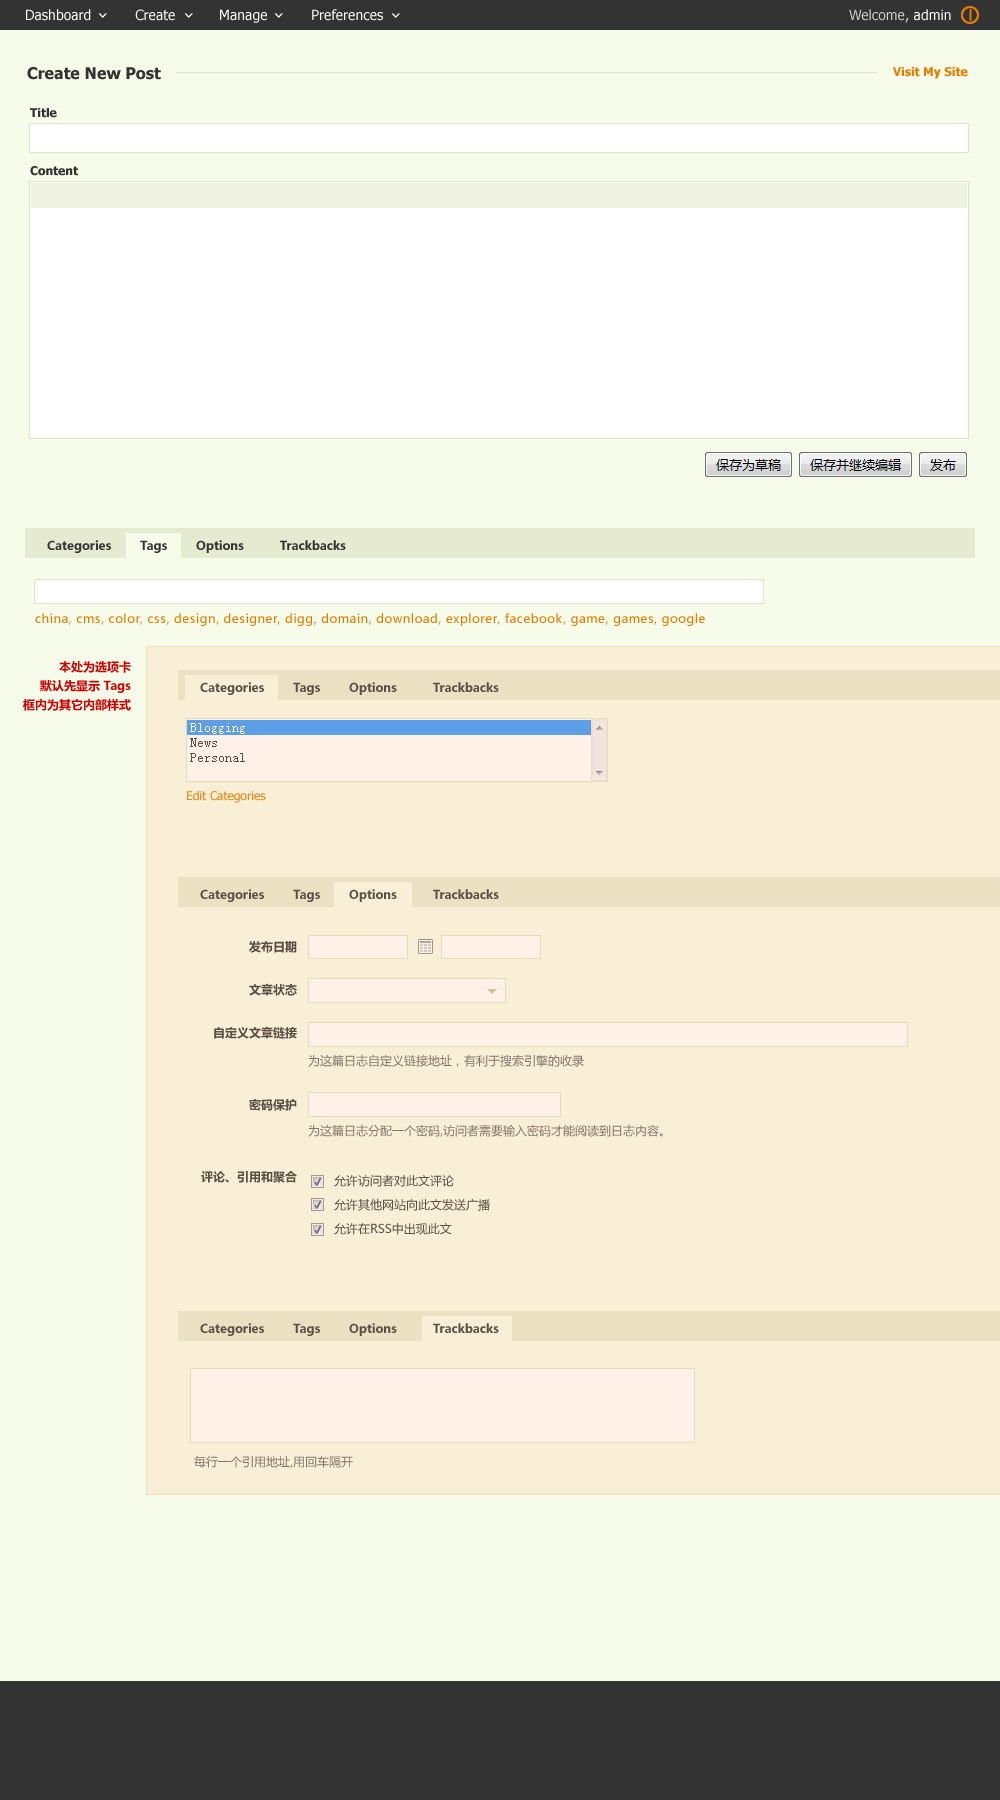 Dashboard Create Manage Preferences Welcome, admin
Create New Post Visit My Site
Title
Content
保存为草稿 保存并继续编辑 发布
Categories Tags Options Trackbacks
china, cms, color, css, design, designer, digg, domain, download, explorer, facebook, game, games, google
本处为选项卡
默认先显示 Tags
框内为其它内部样式
Categories Tags Options Trackbacks
Blogging
News
Personal
Edit Categories
Categories Tags Options Trackbacks
发布日期
文章状态
自定义文章链接
为这篇日志自定义链接地址，有利于搜索引擎的收录
密码保护
为这篇日志分配一个密码,访问者需要输入密码才能阅读到日志内容。
评论、引用和聚合
允许访问者对此文评论
允许其他网站向此文发送广播
允许在RSS中出现此文
Categories Tags Options Trackbacks
每行一个引用地址,用回车隔开